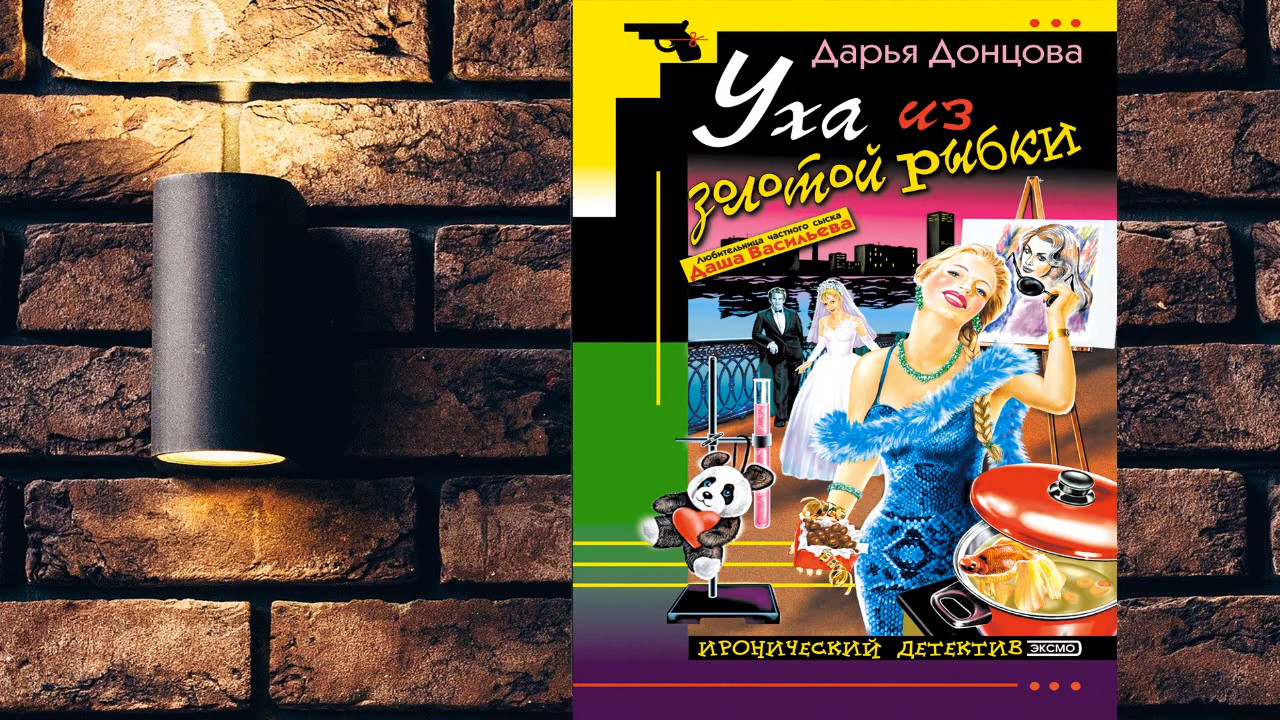 Дарья Донцова
Уха из
золотой рыбки
Любительница частного сыска
Даша Васильева
ИРОНИЧЕСКИЙ ДЕТЕКТИВ ЭКСМО